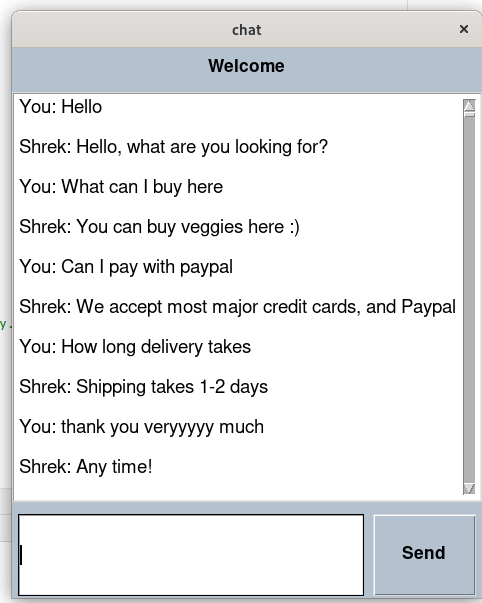 chat
Welcome
You: Hello
Shrek: Hello, what are you looking for?
You: What can I buy here
Shrek: You can buy veggies here :)
You: Can I pay with paypal
Shrek: We accept most major credit cards, and Paypal
y.
You: How long delivery takes
Shrek: Shipping takes 1-2 days
You: thank you veryyyyy much
Shrek: Any time!
Send